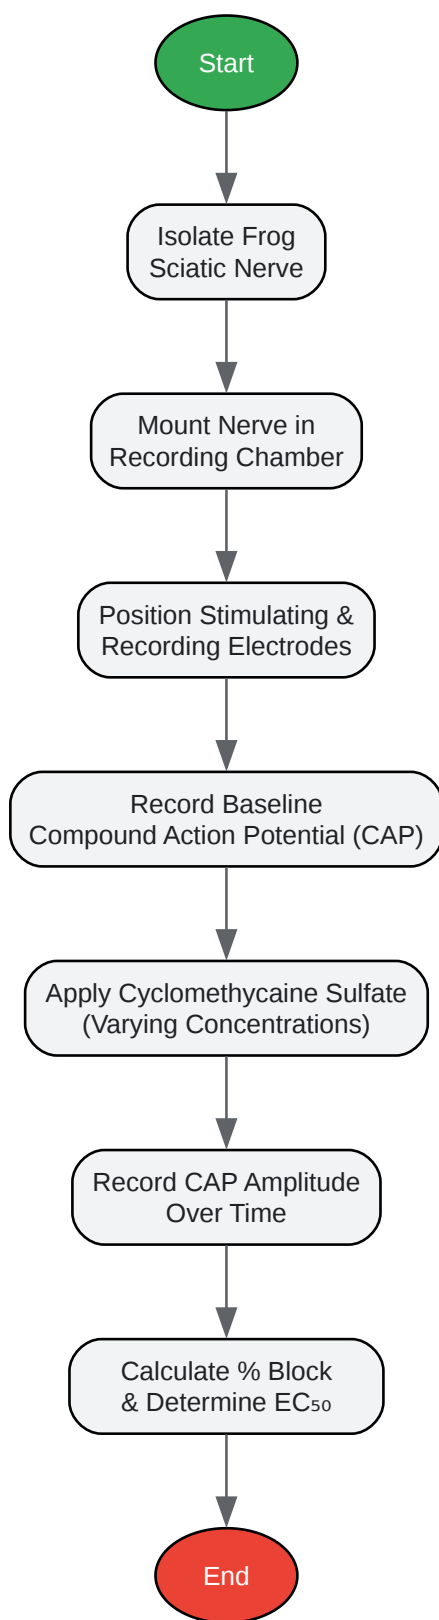 Start
Isolate Frog
Sciatic Nerve
Mount Nerve in
Recording Chamber
Position Stimulating &
Recording Electrodes
Record Baseline
Compound Action Potential (CAP)
Apply Cyclomethycaine Sulfate
(Varying Concentrations)
Record CAP Amplitude
Over Time
Calculate % Block
& Determine EC₅₀
End